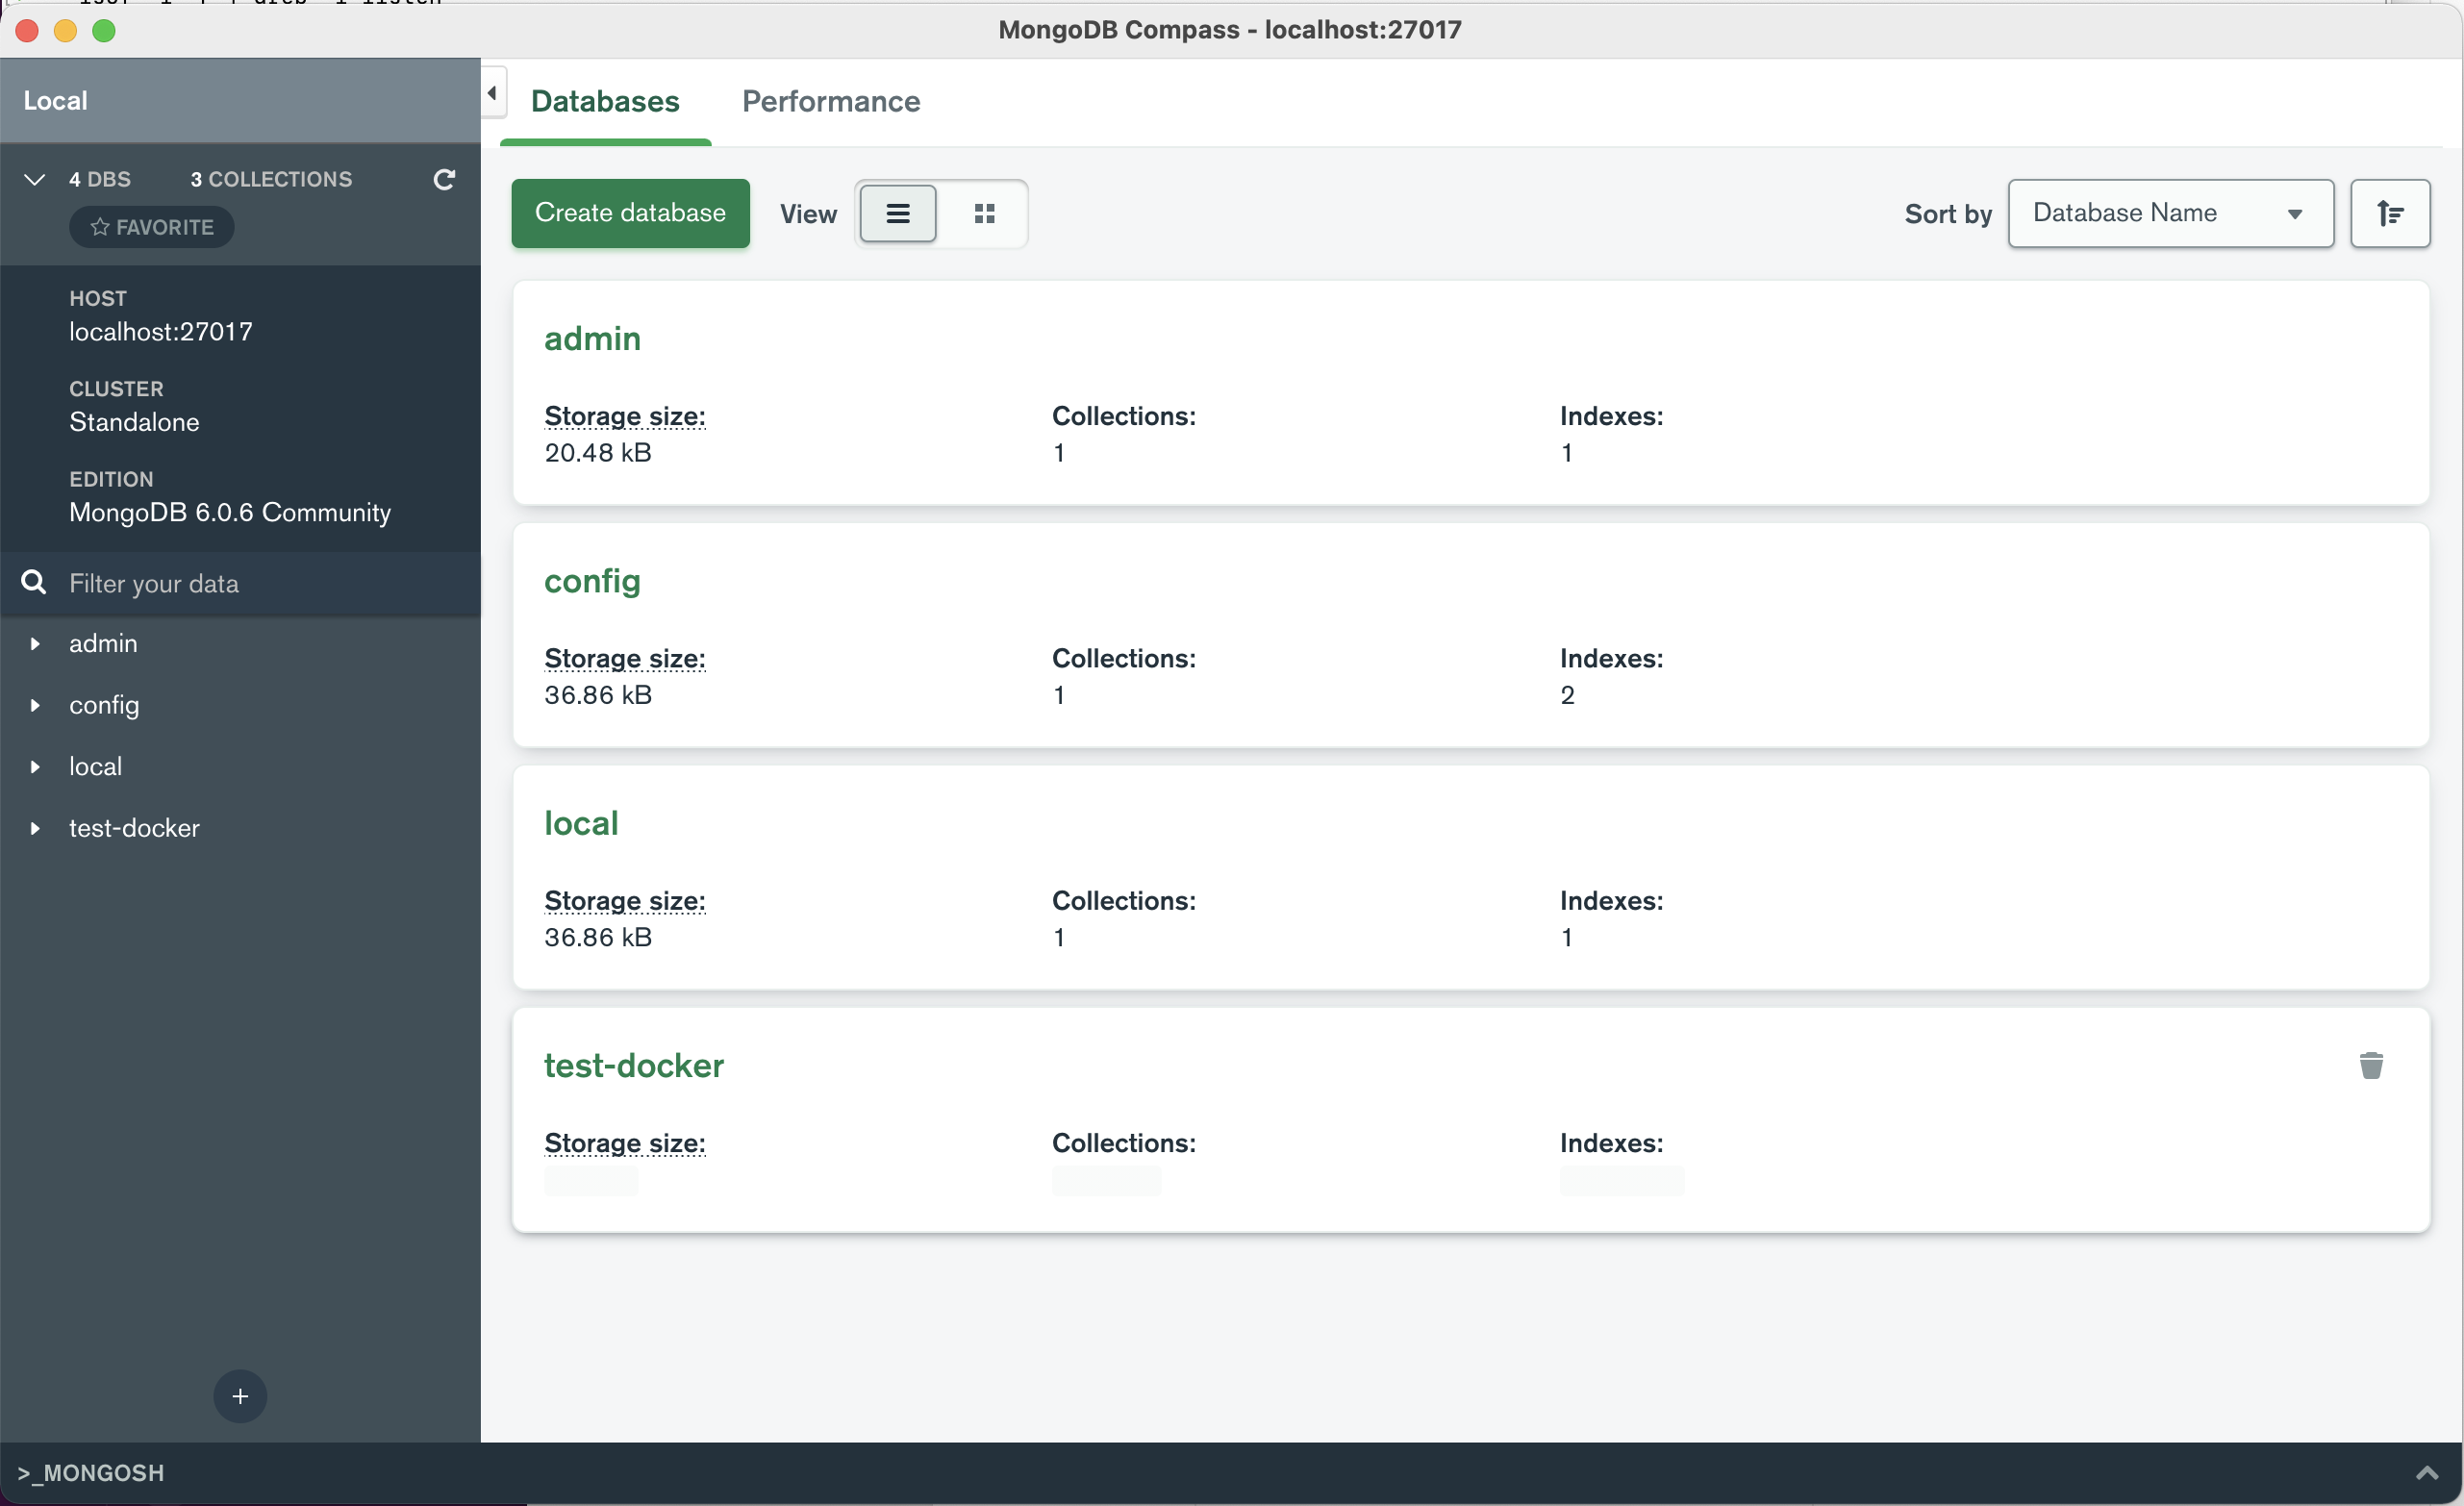 MongoDB Compass - localhost:27017
Local
4 DBS 3 COLLECTIONS
FAVORITE
HOST
localhost:27017
CLUSTER
Standalone
EDITION
MongoDB 6.0.6 Community
Filter your data
admin
config
local
test-docker
Databases Performance
Create database View Sort by Database Name
admin
Storage size: Collections: Indexes:
20.48 kB 1 1
config
Storage size: Collections: Indexes:
36.86 kB 1 2
local
Storage size: Collections: Indexes:
36.86 kB 1 1
test-docker
Storage size: Collections: Indexes:
>_MONGOSH